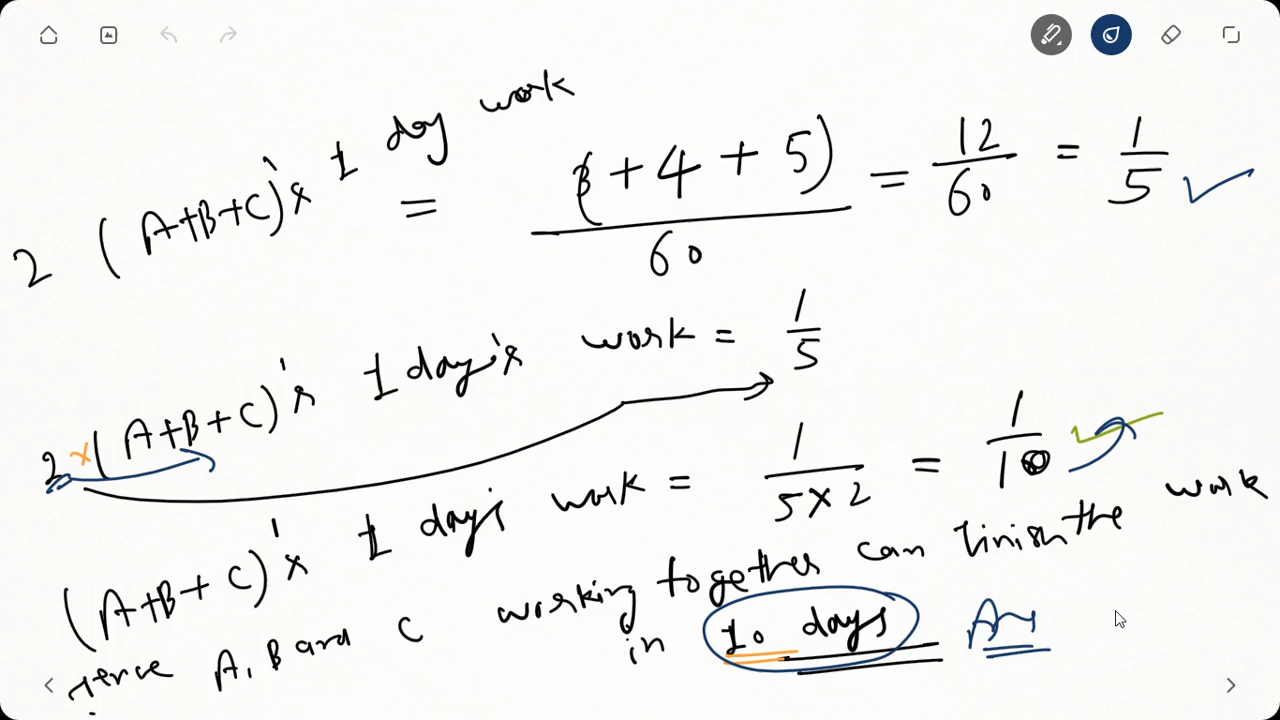 2 (A+B+C)'s 1 day work = (3+4+5)/60 = 12/60 = 1/5
2×(A+B+C)'s 1 day's work = 1/5
(A+B+C)'s 1 day's work = 1/(5×2) = 1/10
Hence A, B and C working together can finish the work
in 10 days Ans